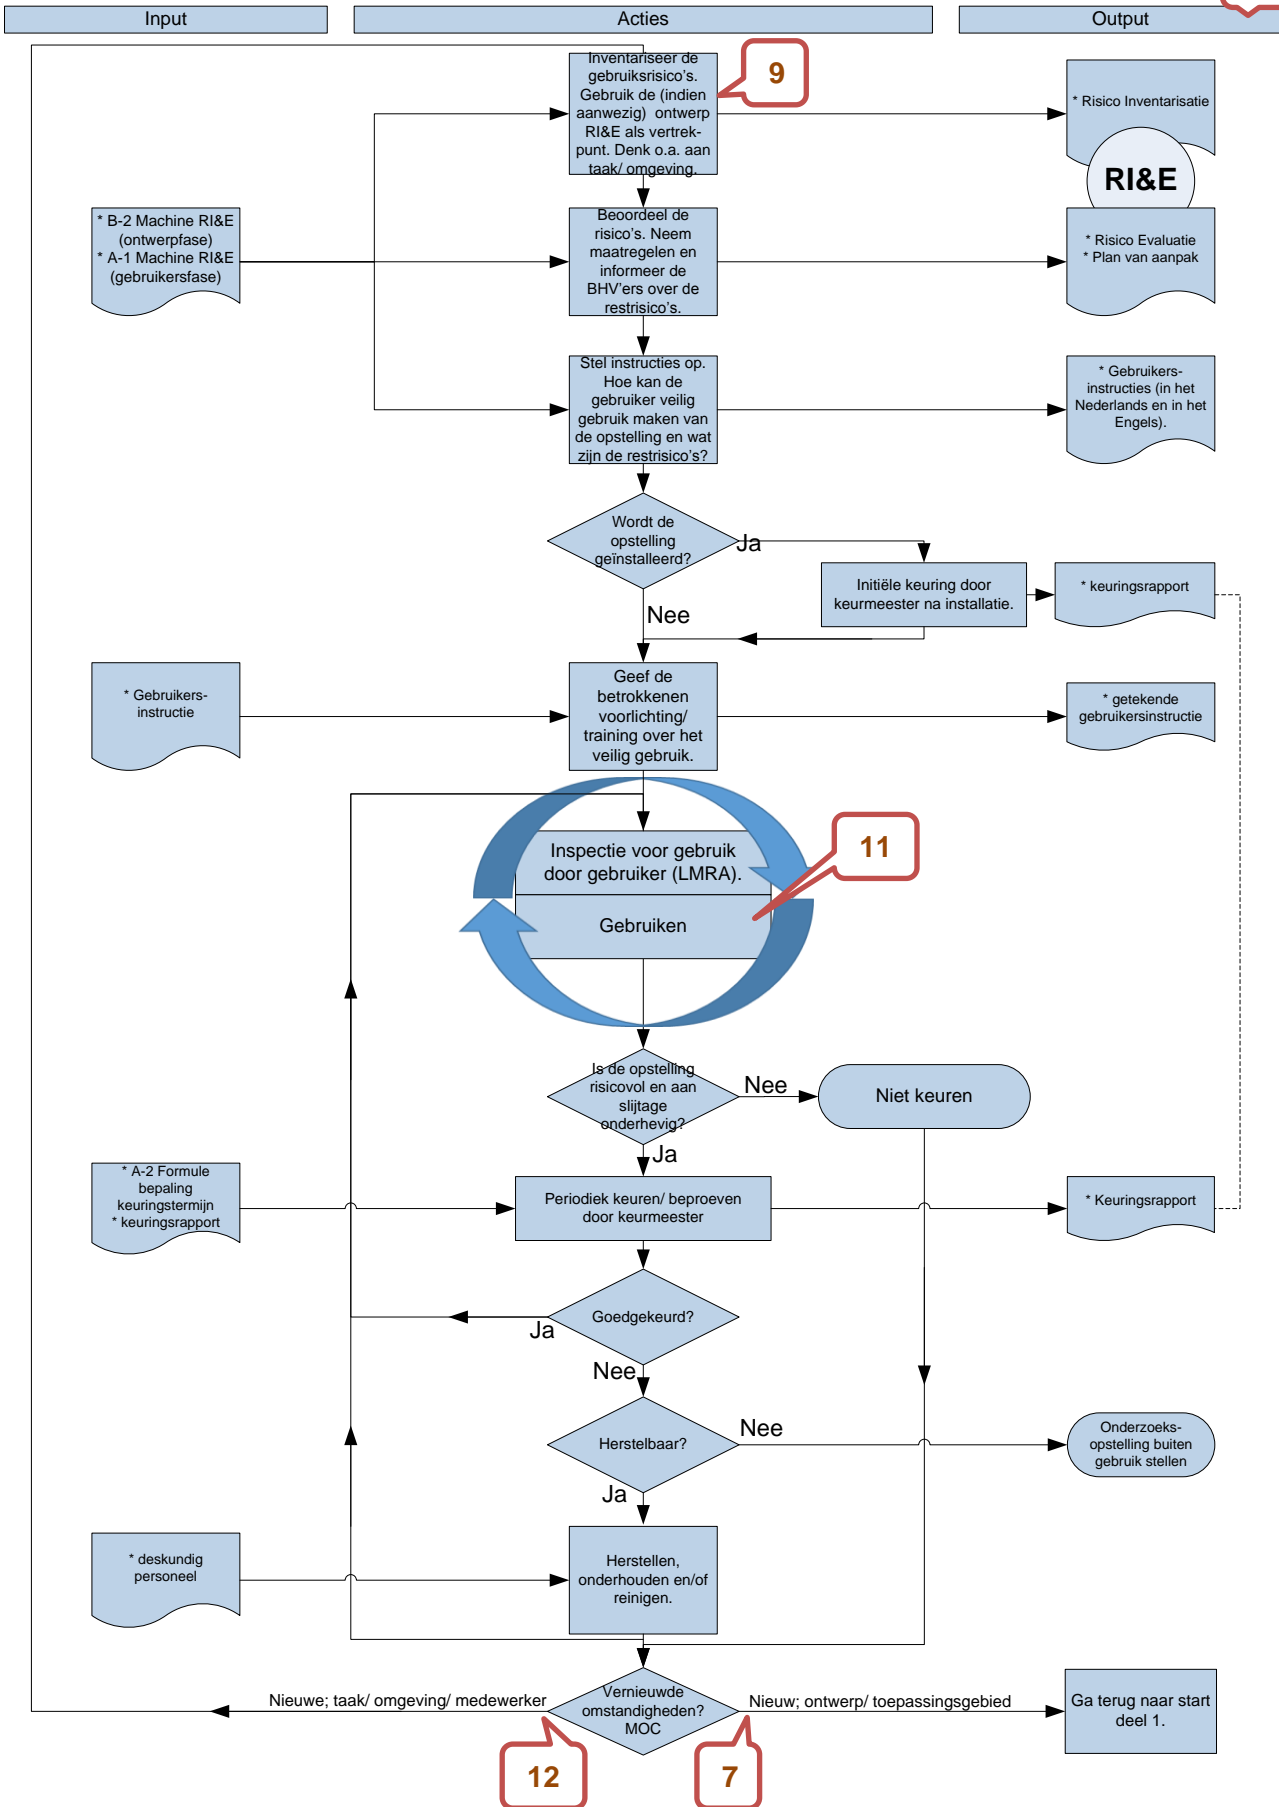 Input
Acties
Output
Inventariseer de
gebruiksrisico's.
Gebruik de (indien
aanwezig) ontwerp
RI&E als vertrek-
punt. Denk o.a. aan
taak/ omgeving.
9
* Risico Inventarisatie
RI&E
* B-2 Machine RI&E
(ontwerpfase)
* A-1 Machine RI&E
(gebruikersfase)
Beoordeel de
risico's. Neem
maatregelen en
informeer de
BHV'ers over de
restrisico's.
* Risico Evaluatie
* Plan van aanpak
Stel instructies op.
Hoe kan de
gebruiker veilig
gebruik maken van
de opstelling en wat
zijn de restrisico's?
* Gebruikers-
instructies (in het
Nederlands en in het
Engels).
Wordt de
opstelling
geïnstalleerd?
Ja
Nee
Initiële keuring door
keurmeester na installatie.
* keuringsrapport
* Gebruikers-
instructie
Geef de
betrokkenen
voorlichting/
training over het
veilig gebruik.
* getekende
gebruikersinstructie
Inspectie voor gebruik
door gebruiker (LMRA).
Gebruiken
11
Is de opstelling
risicovol en aan
slijtage
onderhevig?
Nee
Ja
Niet keuren
* A-2 Formule
bepaling
keuringstermijn
* keuringsrapport
Periodiek keuren/ beproeven
door keurmeester
* Keuringsrapport
Goedgekeurd?
Ja
Nee
Herstelbaar?
Nee
Ja
Onderzoeks-
opstelling buiten
gebruik stellen
* deskundig
personeel
Herstellen,
onderhouden en/of
reinigen.
Nieuwe; taak/ omgeving/ medewerker
Vernieuwde
omstandigheden?
MOC
Nieuw; ontwerp/ toepassingsgebied
Ga terug naar start
deel 1.
12
7